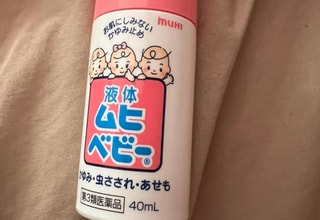 muHI
お肌にしみない
かゆみ止め
液体
ムヒ
ベビー®
かゆみ・虫さされ・あせも
第3類医薬品
40mL